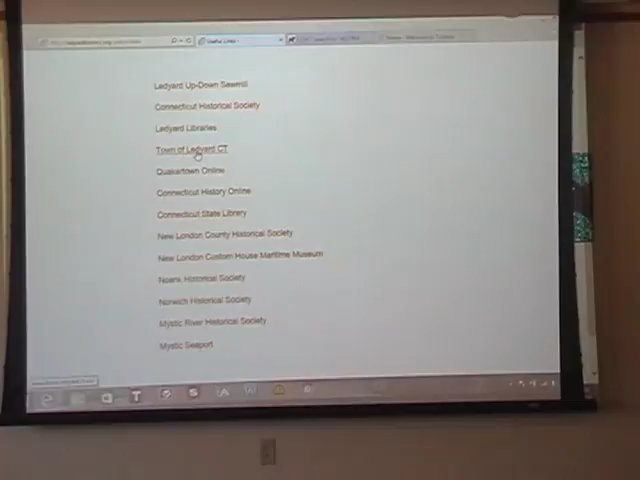 Useful Links
Ledyard Up-Down Sawmill
Connecticut Historical Society
Ledyard Libraries
Town of Ledyard CT
Quakertown Online
Connecticut History Online
Connecticut State Library
New London County Historical Society
New London Custom House Maritime Museum
Noank Historical Society
Norwich Historical Society
Mystic River Historical Society
Mystic Seaport